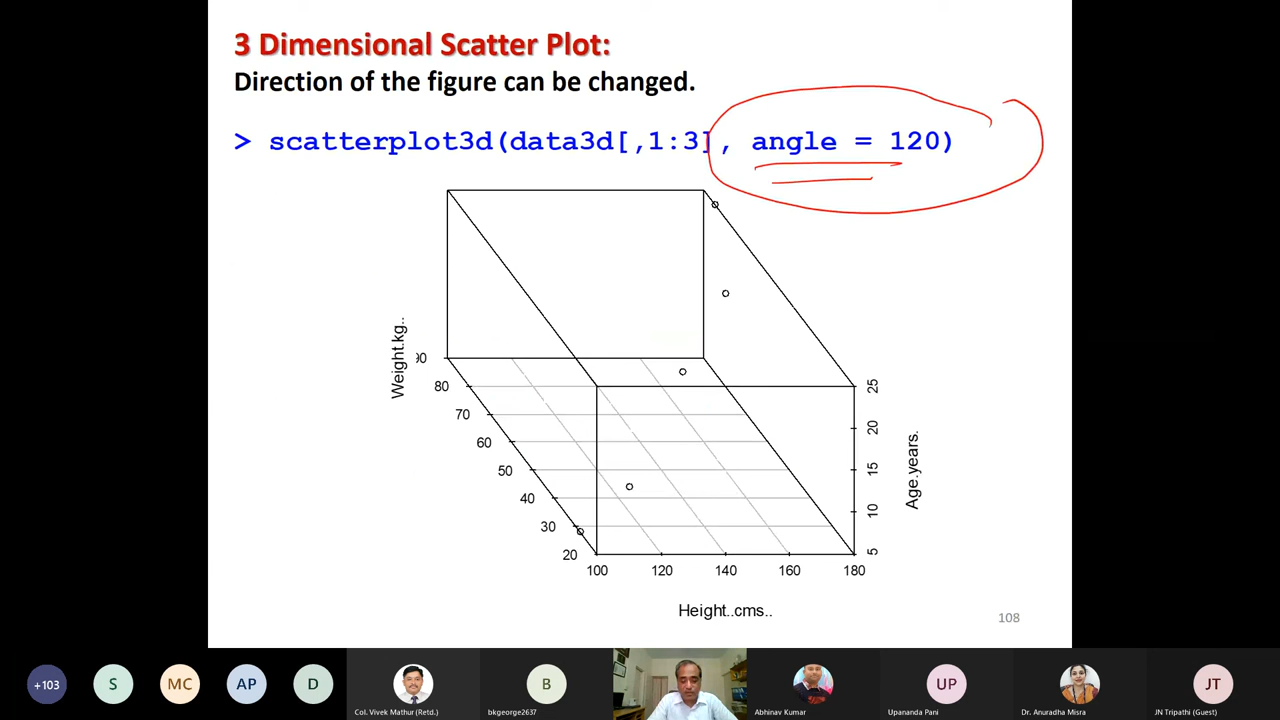 3 Dimensional Scatter Plot:
Direction of the figure can be changed.
> scatterplot3d(data3d[,1:3], angle = 120)
Weight.kg..
90
80
70
60
50
40
30
20
100 120 140 160 180
Height..cms..
25
20
15
10
5
Age.years.
108
+103
S
MC
AP
D
Col. Vivek Mathur (Retd.)
B
bkgeorge2637
Abhinav Kumar
UP
Upananda Pani
Dr. Anuradha Misra
JT
JN Tripathi (Guest)